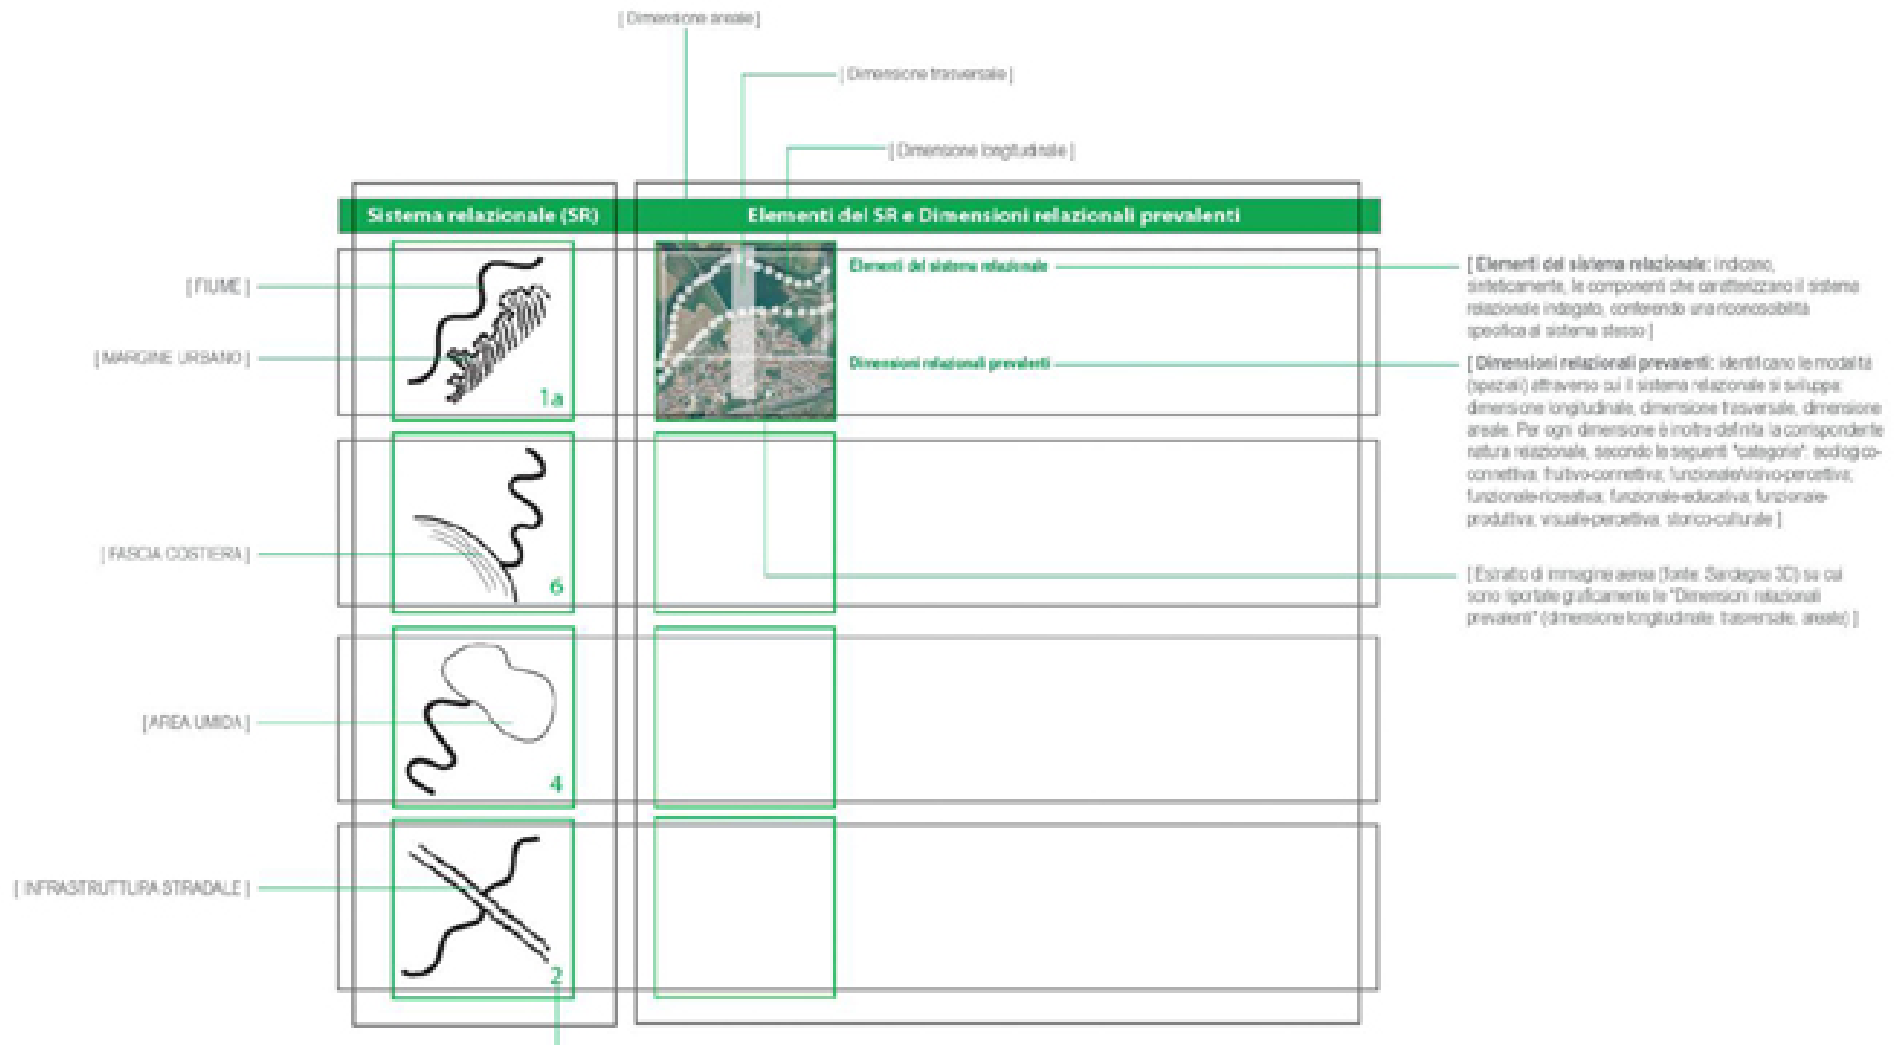 [ Dimensione areale ]
[ Dimensione trasversale ]
[ Dimensione longitudinale ]
Sistema relazionale (SR)
Elementi del SR e Dimensioni relazionali prevalenti
[ FIUME ]
[ MARGINE URBANO ]
1a
Elementi del sistema relazionale
Dimensioni relazionali prevalenti
[ Elementi del sistema relazionale: indicano,
sinteticamente, le componenti che caratterizzano il sistema
relazionale indagato, conferendo una riconoscibilità
specifica al sistema stesso ]
[ Dimensioni relazionali prevalenti: identificano le modalità
(spaziali) attraverso cui il sistema relazionale si sviluppa:
dimensione longitudinale, dimensione trasversale, dimensione
areale. Per ogni dimensione è inoltre definita la corrispondente
natura relazionale, secondo le seguenti "categorie": ecologico-
connettiva; fruitivo-connettiva; funzionale/visivo-percettiva;
funzionale-ricreativa; funzionale-educativa; funzionale-
produttiva; visuale-percettiva; storico-culturale ]
[ FASCIA COSTIERA ]
6
[ Estratto di immagine aerea (fonte: Sardegna 3D) su cui
sono riportate graficamente le "Dimensioni relazionali
prevalenti" (dimensione longitudinale, trasversale, areale) ]
[ AREA UMIDA ]
4
[ INFRASTRUTTURA STRADALE ]
2